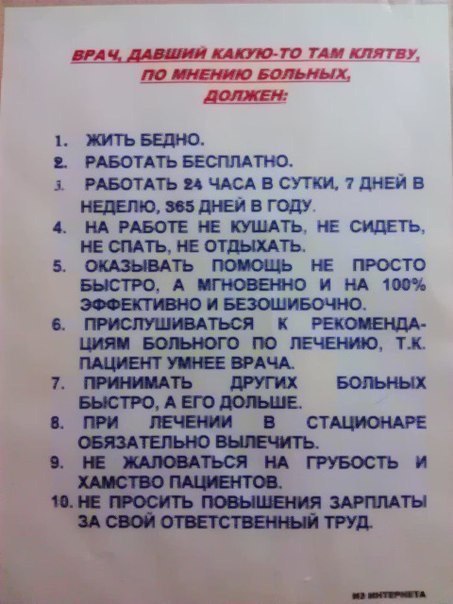 ВРАЧ, ДАВШИЙ КАКУЮ-ТО ТАМ КЛЯТВУ,
ПО МНЕНИЮ БОЛЬНЫХ,
ДОЛЖЕН:
1. ЖИТЬ БЕДНО.
2. РАБОТАТЬ БЕСПЛАТНО.
3. РАБОТАТЬ 24 ЧАСА В СУТКИ, 7 ДНЕЙ В
НЕДЕЛЮ, 365 ДНЕЙ В ГОДУ.
4. НА РАБОТЕ НЕ КУШАТЬ, НЕ СИДЕТЬ,
НЕ СПАТЬ, НЕ ОТДЫХАТЬ.
5. ОКАЗЫВАТЬ ПОМОЩЬ НЕ ПРОСТО
БЫСТРО, А МГНОВЕННО И НА 100%
ЭФФЕКТИВНО И БЕЗОШИБОЧНО.
6. ПРИСЛУШИВАТЬСЯ К РЕКОМЕНДА-
ЦИЯМ БОЛЬНОГО ПО ЛЕЧЕНИЮ, Т.К.
ПАЦИЕНТ УМНЕЕ ВРАЧА.
7. ПРИНИМАТЬ ДРУГИХ БОЛЬНЫХ
БЫСТРО, А ЕГО ДОЛЬШЕ.
8. ПРИ ЛЕЧЕНИИ В СТАЦИОНАРЕ
ОБЯЗАТЕЛЬНО ВЫЛЕЧИТЬ.
9. НЕ ЖАЛОВАТЬСЯ НА ГРУБОСТЬ И
ХАМСТВО ПАЦИЕНТОВ.
10. НЕ ПРОСИТЬ ПОВЫШЕНИЯ ЗАРПЛАТЫ
ЗА СВОЙ ОТВЕТСТВЕННЫЙ ТРУД.
ИЗ ИНТЕРНЕТА